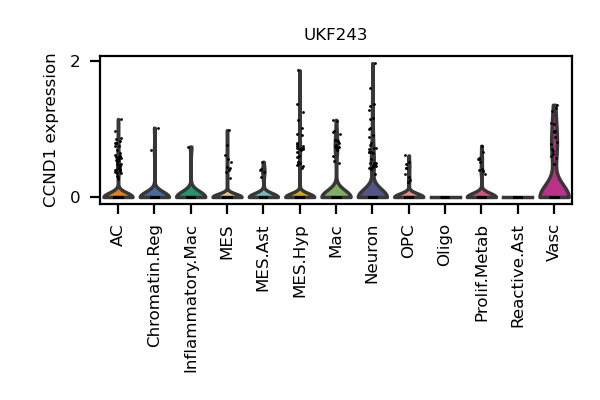 UKF243
CCND1 expression
2
0
AC
Chromatin.Reg
Inflammatory.Mac
MES
MES.Ast
MES.Hyp
Mac
Neuron
OPC
Oligo
Prolif.Metab
Reactive.Ast
Vasc